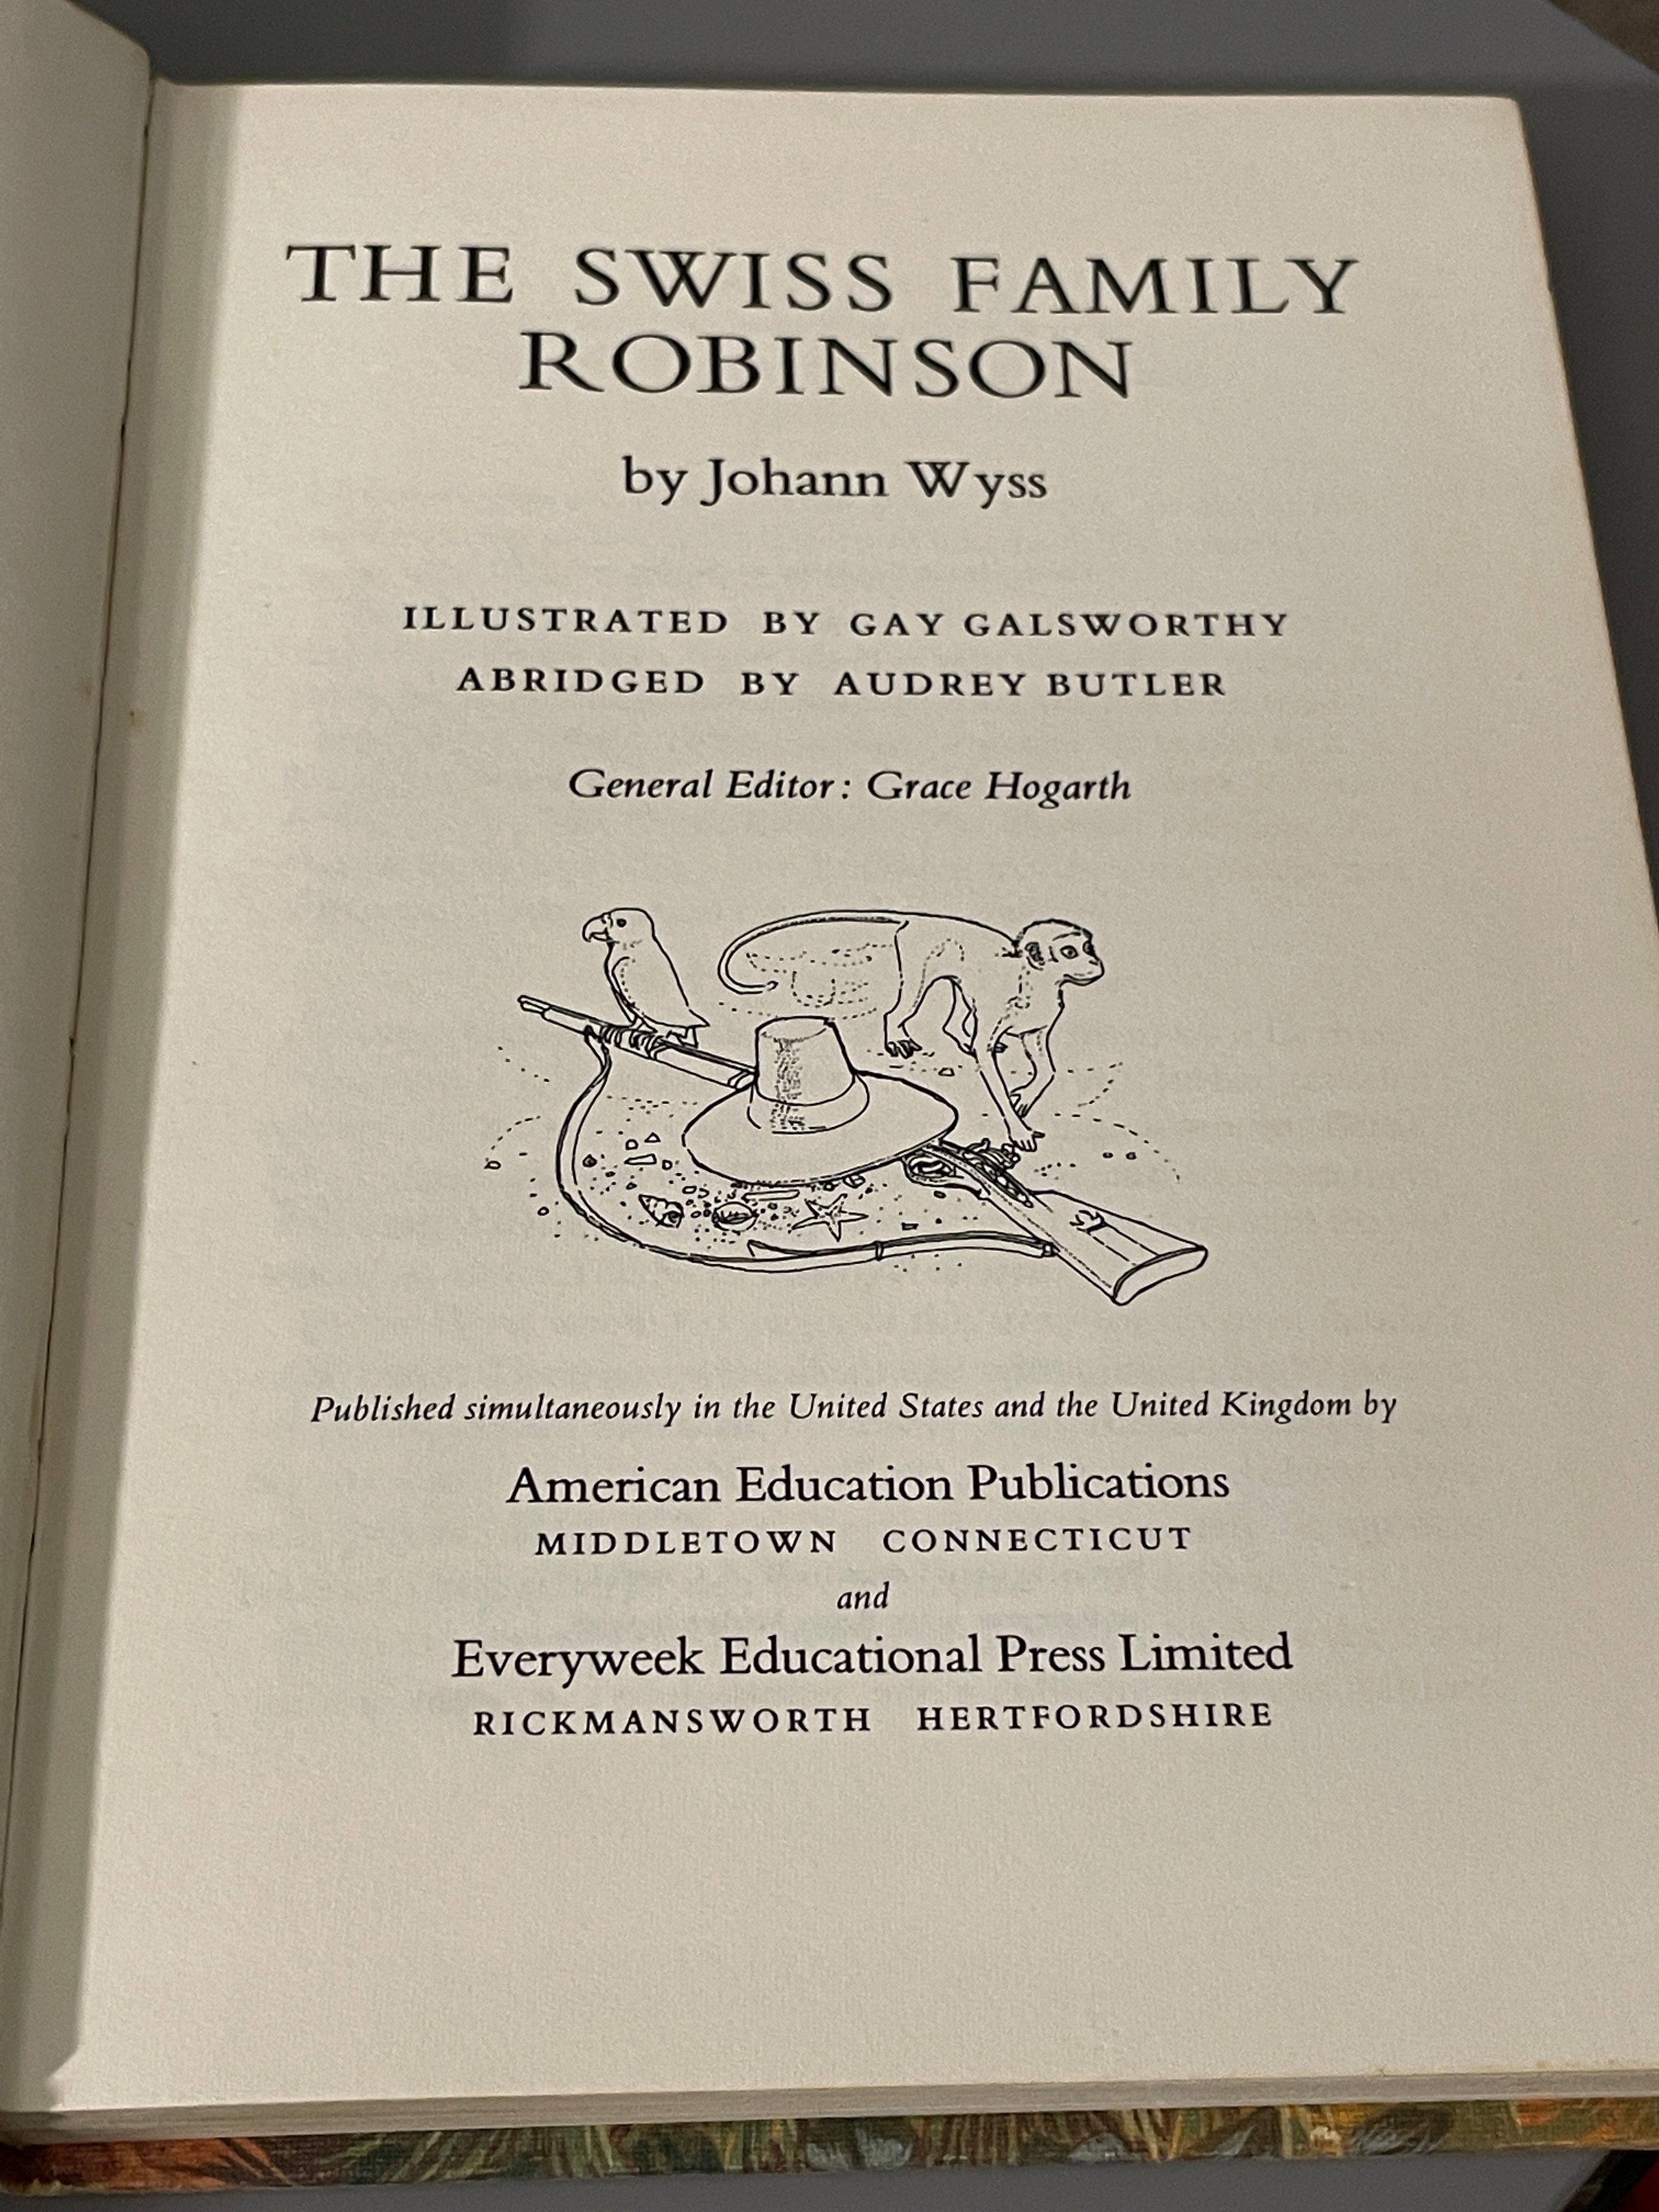 THE SWISS FAMILY
ROBINSON
by Johann Wyss
ILLUSTRATED BY GAY GALSWORTHY
ABRIDGED BY AUDREY BUTLER
General Editor: Grace Hogarth
Published simultaneously in the United States and the United Kingdom by
American Education Publications
MIDDLETOWN CONNECTICUT
and
Everyweek Educational Press Limited
RICKMANSWORTH HERTFORDSHIRE